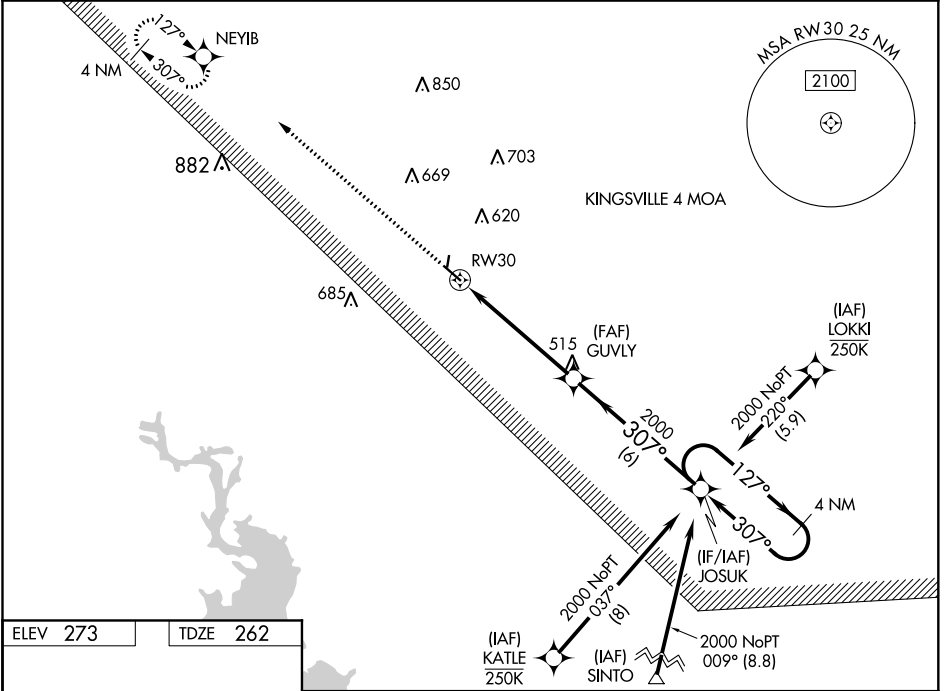 127°
NEYIB
4 NM
307°
850
MSA RW30 25 NM
2100
882
703
669
KINGSVILLE 4 MOA
620
RW30
685
(IAF)
LOKKI
250K
515
(FAF)
GUVLY
2000 NoPT
220°
(5.9)
2000
307°
(6)
127°
4 NM
307°
(IF/IAF)
JOSUK
2000 NoPT
037°
(8)
2000 NoPT
009° (8.8)
(IAF)
KATLE
250K
(IAF)
SINTO
ELEV 273
TDZE 262